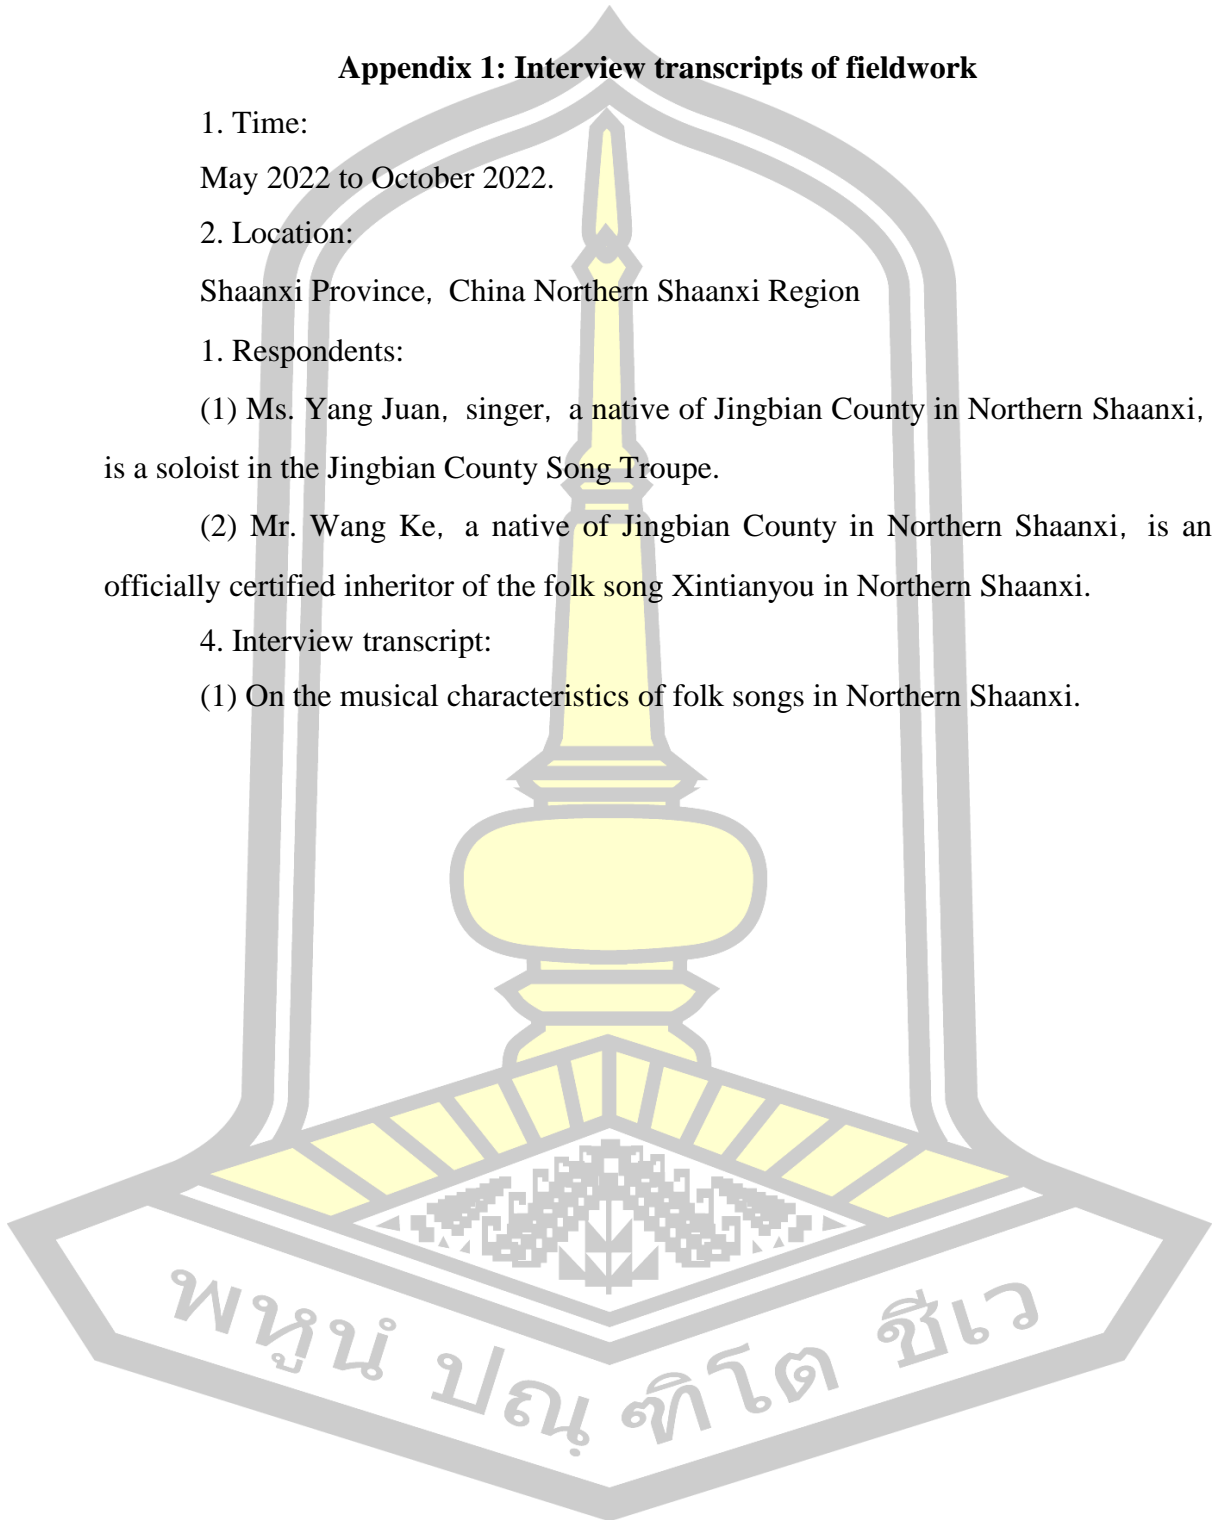 Appendix 1: Interview transcripts of fieldwork
1. Time:
May 2022 to October 2022.
2. Location:
Shaanxi Province, China Northern Shaanxi Region
1. Respondents:
(1) Ms. Yang Juan, singer, a native of Jingbian County in Northern Shaanxi,
is a soloist in the Jingbian County Song Troupe.
(2) Mr. Wang Ke, a native of Jingbian County in Northern Shaanxi, is an
officially certified inheritor of the folk song Xintianyou in Northern Shaanxi.
4. Interview transcript:
(1) On the musical characteristics of folk songs in Northern Shaanxi.
พหูนํ ปณฺฑิโต ชีเว